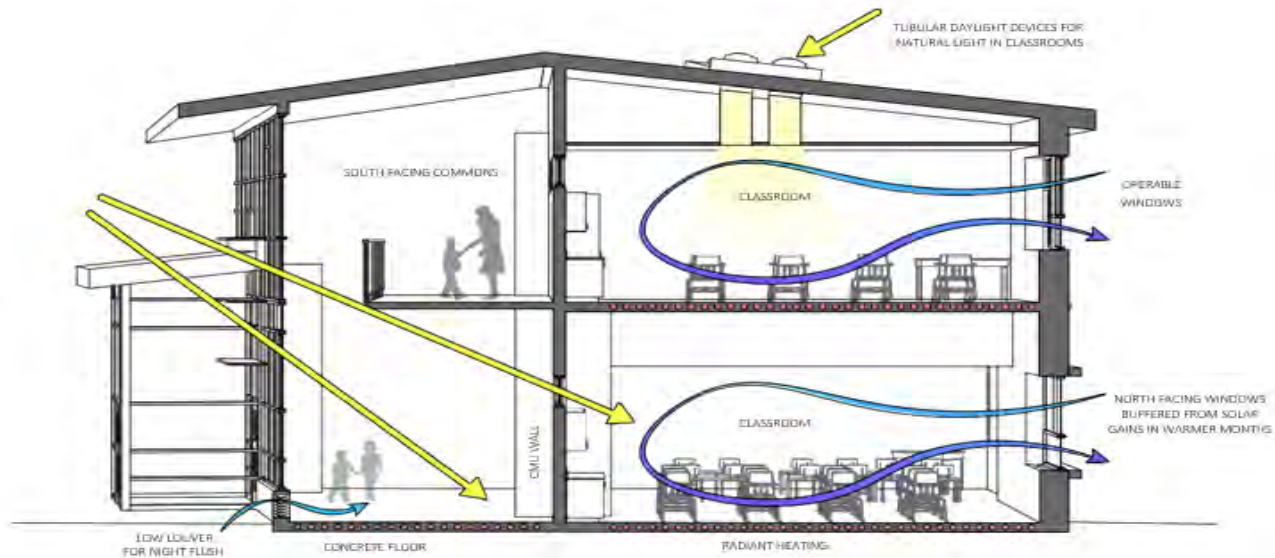 TUBULAR DAYLIGHT DEVICES FOR
NATURAL LIGHT IN CLASSROOMS
SOUTH FACING COMMONS
CLASSROOM
OPERABLE
WINDOWS
CMU WALL
CLASSROOM
NORTH FACING WINDOWS
BUFFERED FROM SOLAR
GAINS IN WARMER MONTHS
LOW LOUVER
FOR NIGHT FLUSH
CONCRETE FLOOR
RADIANT HEATING